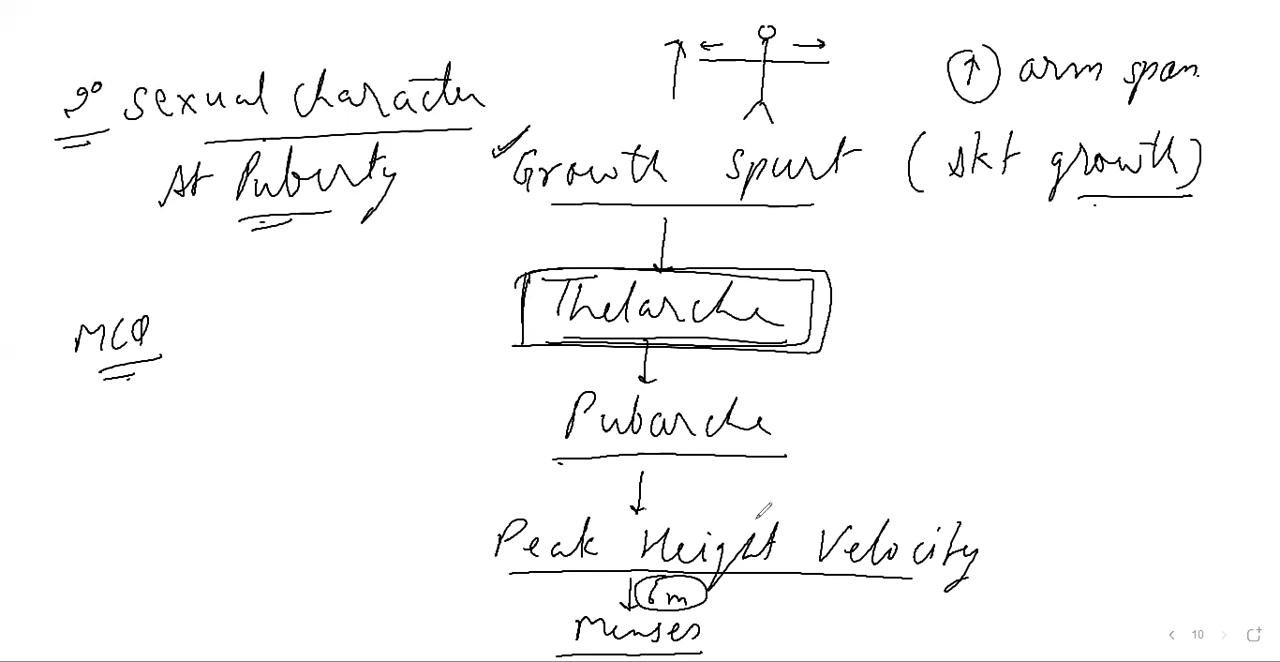 2° sexual character
At Puberty
↑ arm span
Growth spurt (skt growth)
Thelarche
MCQ
Pubarche
Peak Height Velocity
6m
Menses
10